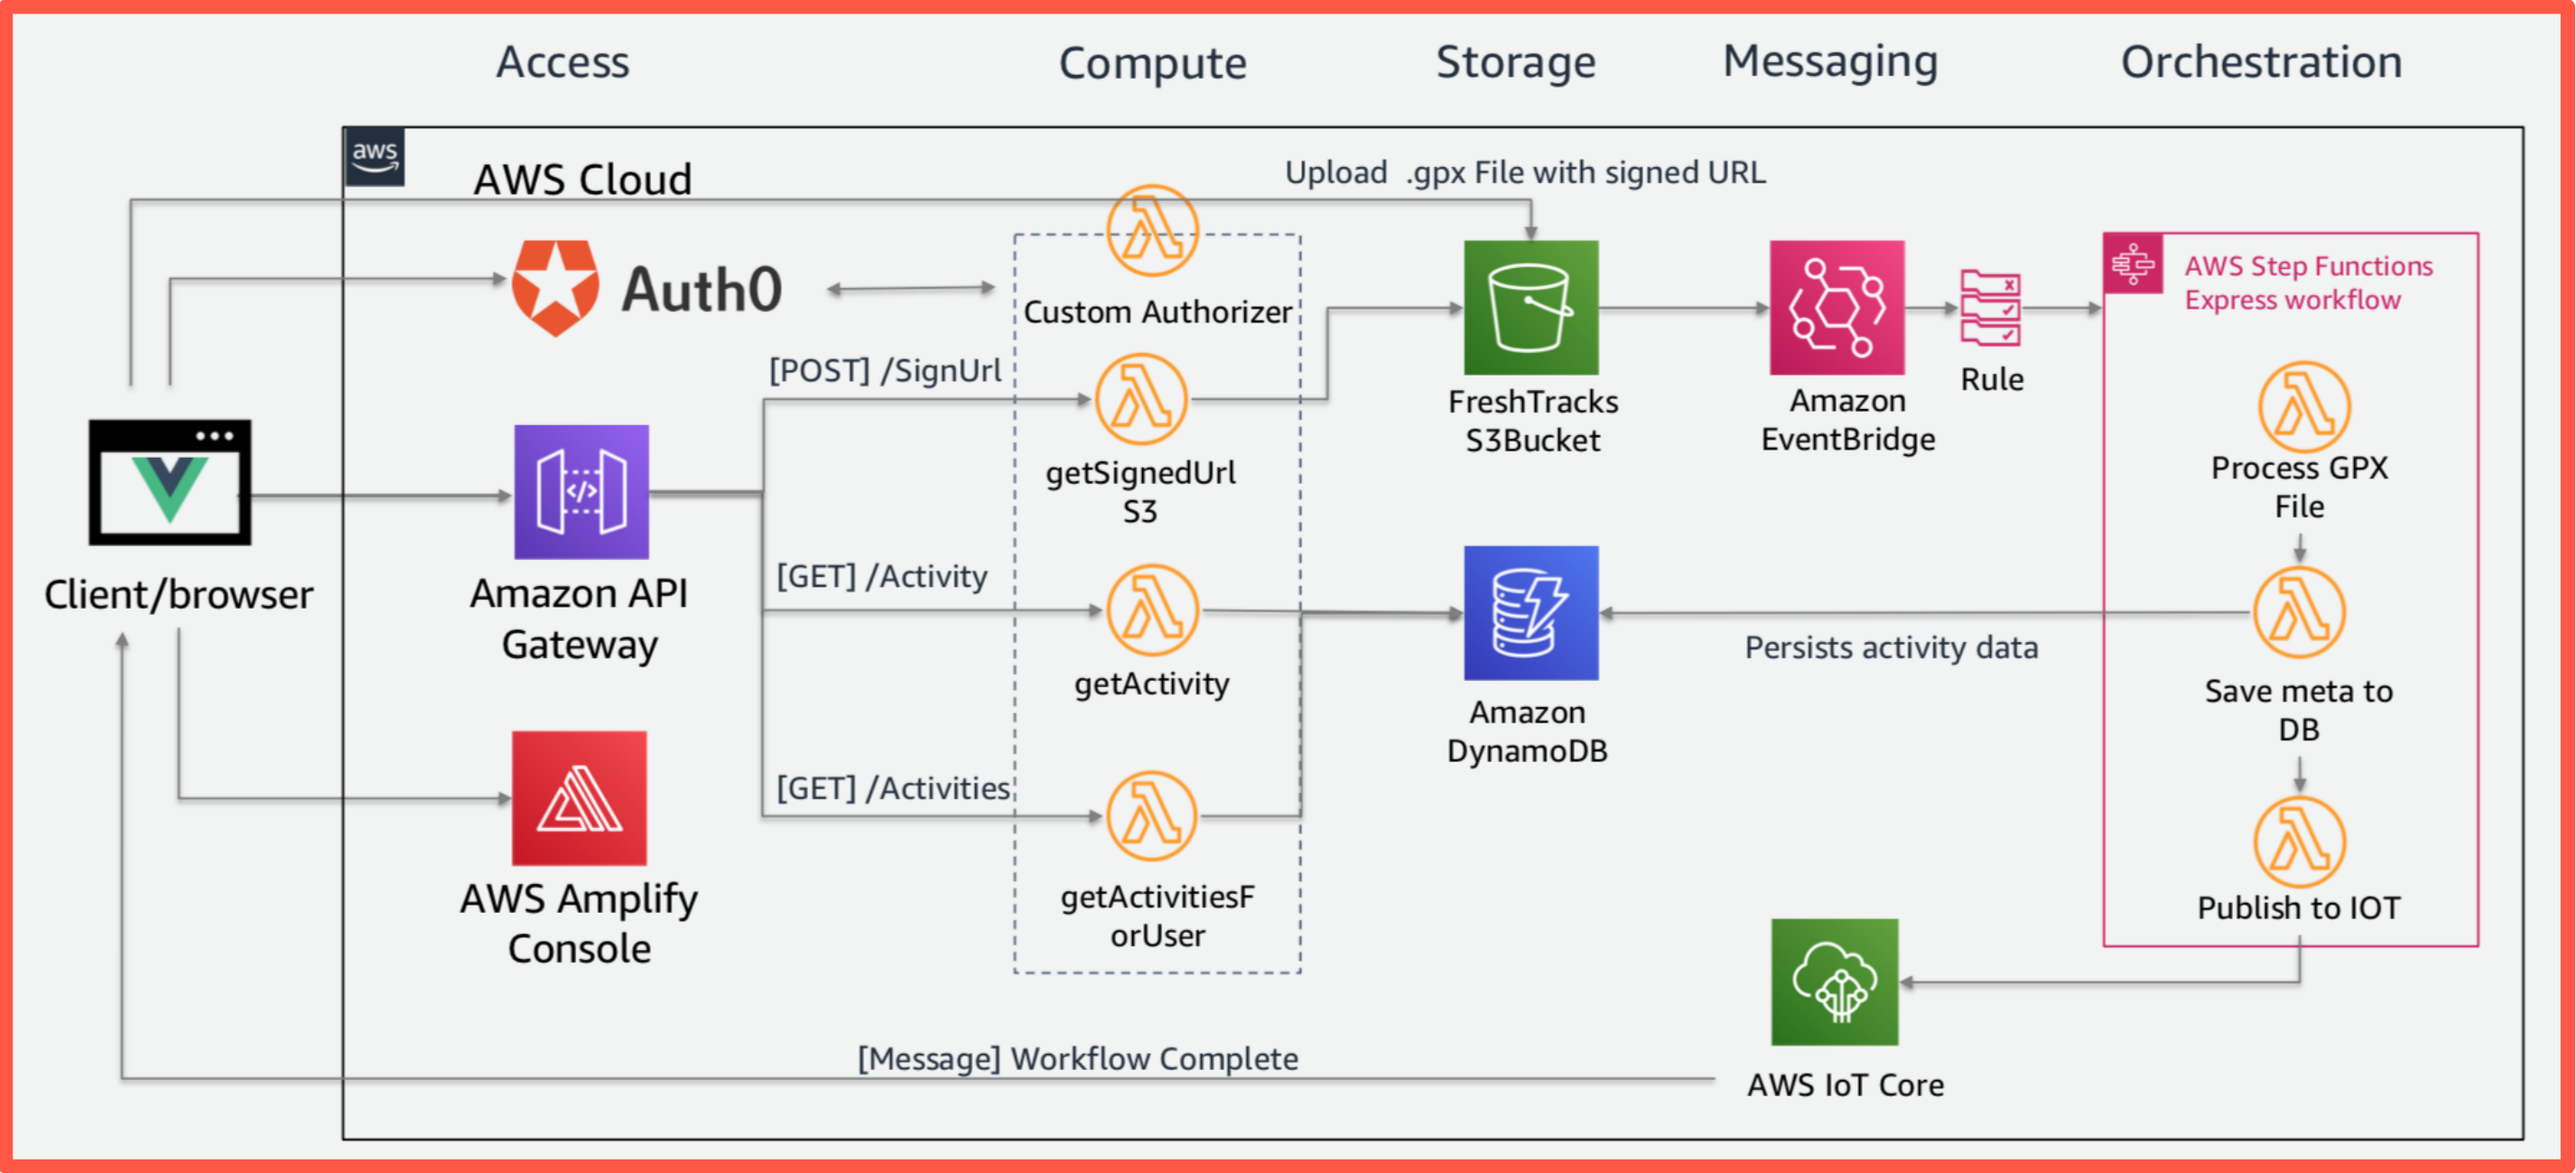 Access
Compute
Storage
Messaging
Orchestration
aws
AWS Cloud
Upload .gpx File with signed URL
Auth0
Custom Authorizer
AWS Step Functions
Express workflow
[POST] /SignUrl
FreshTracks
S3Bucket
Amazon
EventBridge
Rule
Process GPX
File
getSignedUrl
S3
</>
Client/browser
Amazon API
Gateway
[GET] /Activity
getActivity
Amazon
DynamoDB
Persists activity data
Save meta to
DB
[GET] /Activities
getActivitiesF
orUser
AWS Amplify
Console
Publish to IOT
[Message] Workflow Complete
AWS IoT Core